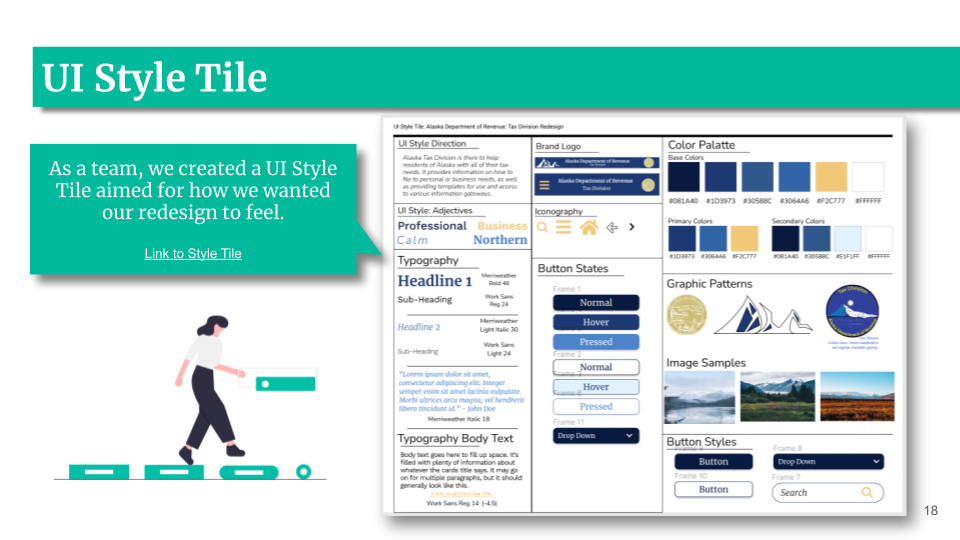 UI Style Tile
As a team, we created a UI Style
Tile aimed for how we wanted
our redesign to feel.
Link to Style Tile
UI Style Tile: Alaska Department of Revenue: Tax Division Redesign
UI Style Direction
Alaska Tax Division is there to help
residents of Alaska with all of their tax
needs. it provides information on how to
file to personal or business needs, as well
as providing templates for use and access
to various information gateways.
UI Style: Adjectives
Professional Business
Calm Northern
Typography
Headline 1
Merriweather
Bold 48
Sub-Heading
Work Sans
Reg 24
Headline 2
Merriweather
Light Italic 30
Sub-Heading
Work Sans
Light 24
"Lorem ipsum dolor sit amet,
consectetur adipiscing elit. Integer
semper enim sit amet lacinia vulputate.
Morbi ultrices arcu magna, vel hendrerit
libero tincidunt id." - John Doe
Merriweather Italic 18
Typography Body Text
Body text goes here to fill up space. It's
filled with plenty of information about
whatever the cards title says. It may go
on for multiple paragraphs, but it should
generally look like this.
A link would look like this.
Work Sans Reg 14 (-4.5)
Brand Logo
Alaska Department of Revenue
Tax Division
Alaska Department of Revenue
Tax Division
Iconography
Button States
Frame 1
Normal
Hover
Pressed
Frame 2
Normal
Hover
Pressed
Frame 11
Drop Down
Color Palatte
Base Colors
#081A40 #1D3973 #30588C #3064A6 #F2C777 #FFFFFF
Primary Colors
#1D3973 #3064A6 #F2C777
Secondary Colors
#081A40 #30588C #E1F1FF #FFFFFF
Graphic Patterns
Tax Division
Image Samples
Button Styles
Button
Frame 10
Button
Frame 8
Drop Down
Frame 7
Search
18